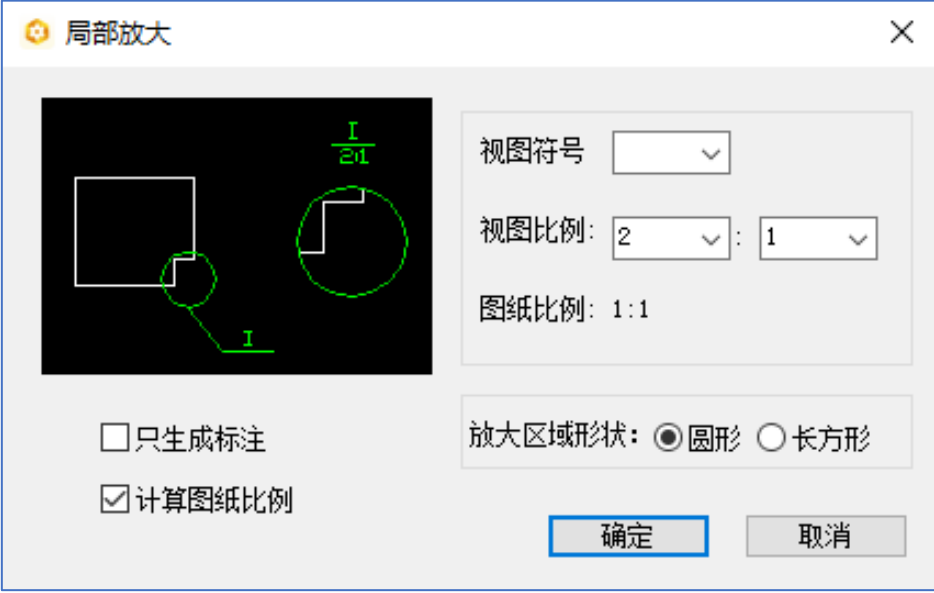 局部放大
I
2:1
I
视图符号
视图比例: 2 : 1
图纸比例: 1:1
只生成标注
计算图纸比例
放大区域形状: 圆形 长方形
确定 取消